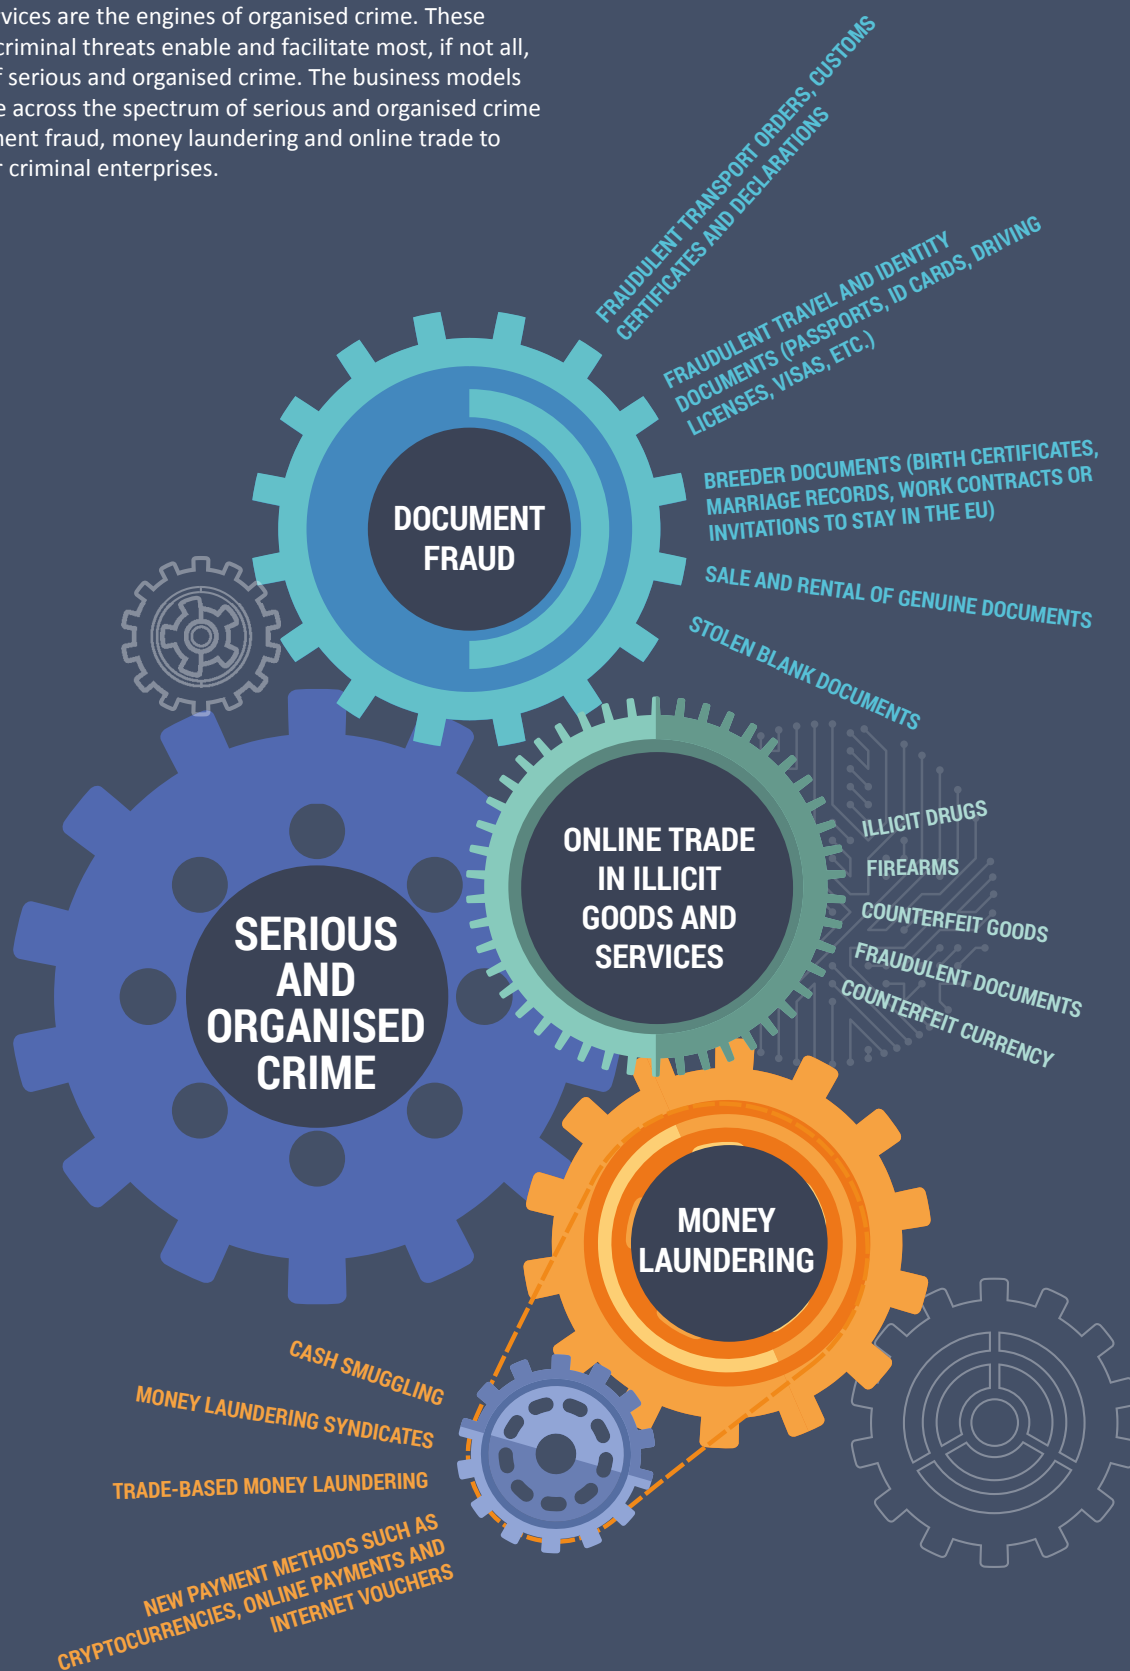 vices are the engines of organised crime. These
criminal threats enable and facilitate most, if not all,
f serious and organised crime. The business models
e across the spectrum of serious and organised crime
ent fraud, money laundering and online trade to
r criminal enterprises.
FRAUDULENT TRANSPORT ORDERS, CUSTOMS
CERTIFICATES AND DECLARATIONS
FRAUDULENT TRAVEL AND IDENTITY
DOCUMENTS (PASSPORTS, ID CARDS, DRIVING
LICENSES, VISAS, ETC.)
BREEDER DOCUMENTS (BIRTH CERTIFICATES,
MARRIAGE RECORDS, WORK CONTRACTS OR
INVITATIONS TO STAY IN THE EU)
SALE AND RENTAL OF GENUINE DOCUMENTS
STOLEN BLANK DOCUMENTS
DOCUMENT
FRAUD
ONLINE TRADE
IN ILLICIT
GOODS AND
SERVICES
ILLICIT DRUGS
FIREARMS
COUNTERFEIT GOODS
FRAUDULENT DOCUMENTS
COUNTERFEIT CURRENCY
SERIOUS
AND
ORGANISED
CRIME
MONEY
LAUNDERING
CASH SMUGGLING
MONEY LAUNDERING SYNDICATES
TRADE-BASED MONEY LAUNDERING
NEW PAYMENT METHODS SUCH AS
CRYPTOCURRENCIES, ONLINE PAYMENTS AND
INTERNET VOUCHERS